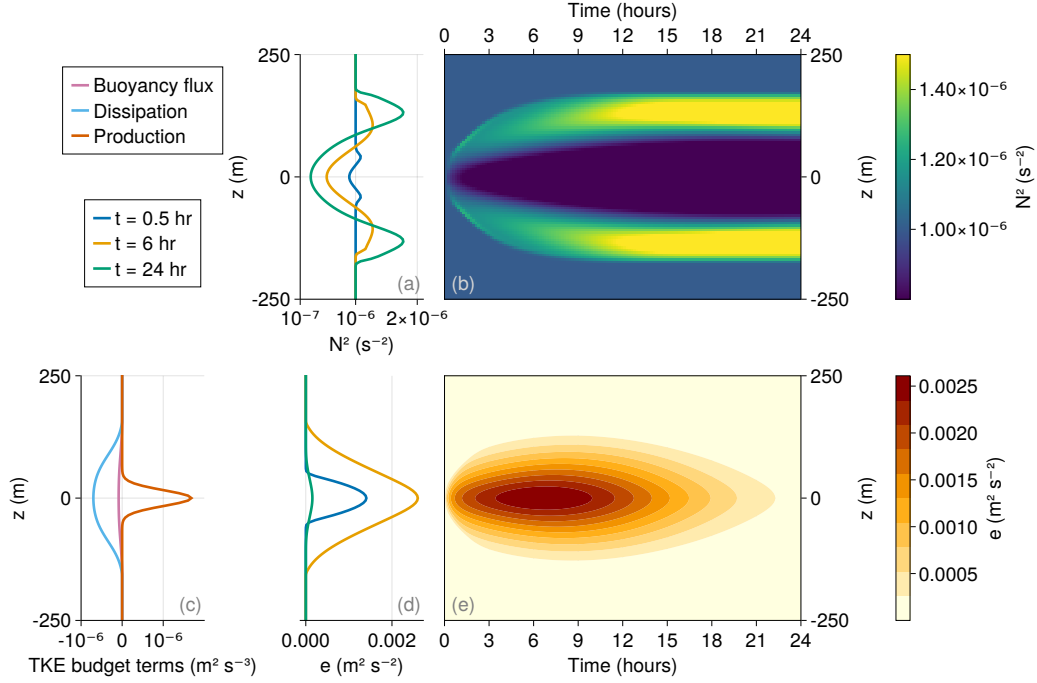 Time (hours)
0 3 6 9 12 15 18 21 24
Buoyancy flux
Dissipation
Production
t = 0.5 hr
t = 6 hr
t = 24 hr
250
0
-250
z (m)
10⁻⁷ 10⁻⁶ 2×10⁻⁶
N² (s⁻²)
(a)
(b)
250
0
-250
z (m)
1.40×10⁻⁶
1.20×10⁻⁶
1.00×10⁻⁶
N² (s⁻²)
250
0
-250
z (m)
-10⁻⁶ 0 10⁻⁶
TKE budget terms (m² s⁻³)
(c)
0.000 0.002
e (m² s⁻²)
(d)
(e)
0 3 6 9 12 15 18 21 24
Time (hours)
250
0
-250
z (m)
0.0025
0.0020
0.0015
0.0010
0.0005
e (m² s⁻²)